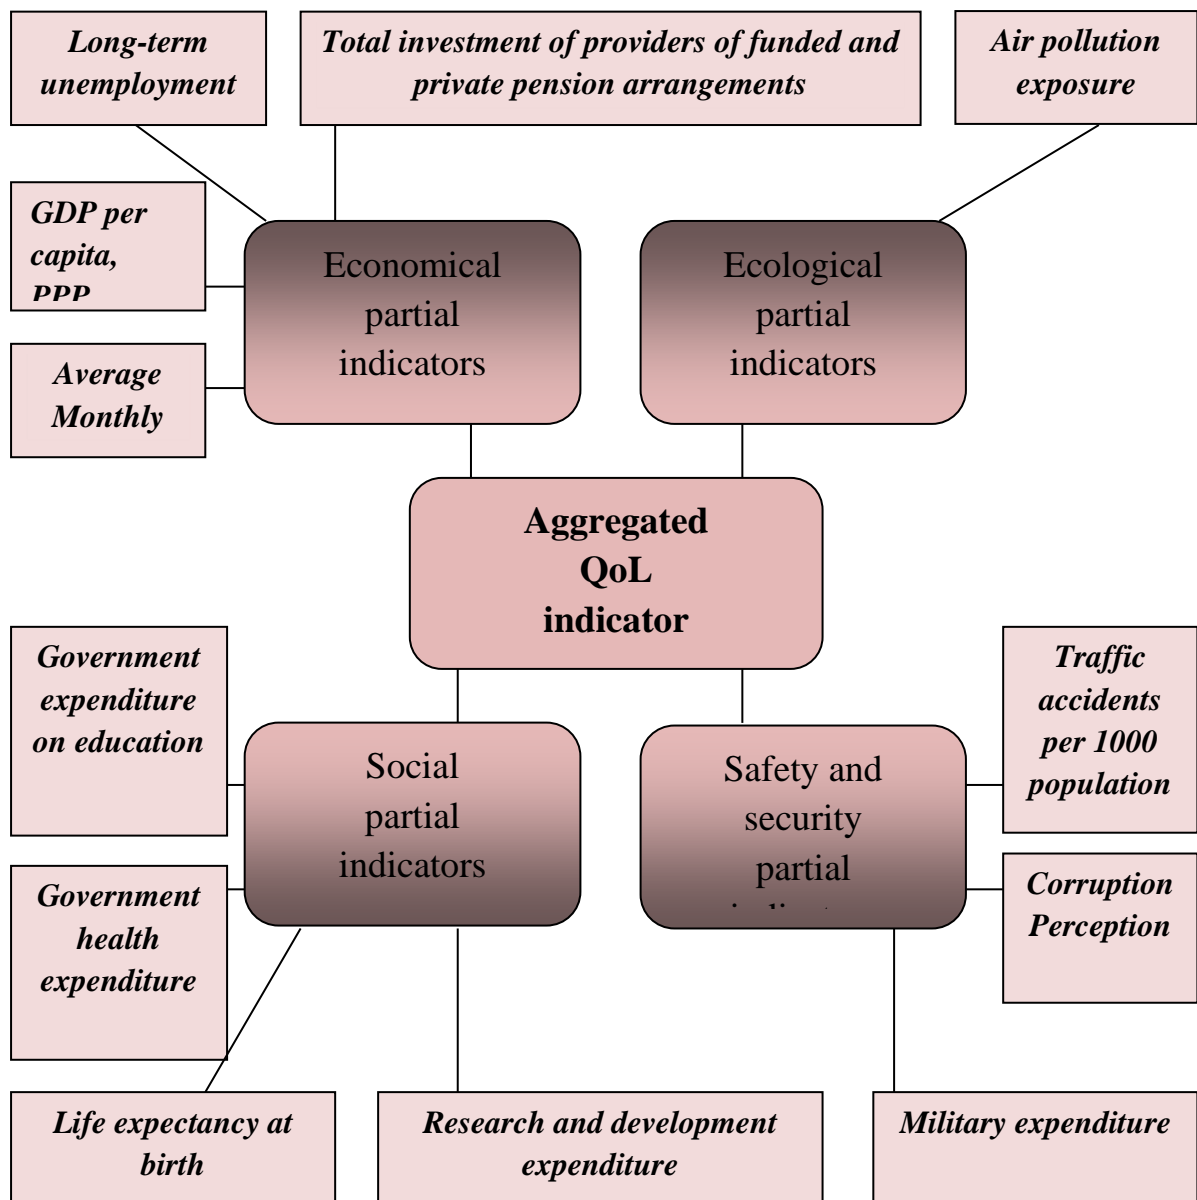 Long-term
unemployment
Total investment of providers of funded and
private pension arrangements
Air pollution
exposure
GDP per
capita,
PPP
Economical
partial
indicators
Ecological
partial
indicators
Average
Monthly
Aggregated
QoL
indicator
Government
expenditure
on education
Traffic
accidents
per 1000
population
Social
partial
indicators
Safety and
security
partial
Government
health
expenditure
Corruption
Perception
Life expectancy at
birth
Research and development
expenditure
Military expenditure